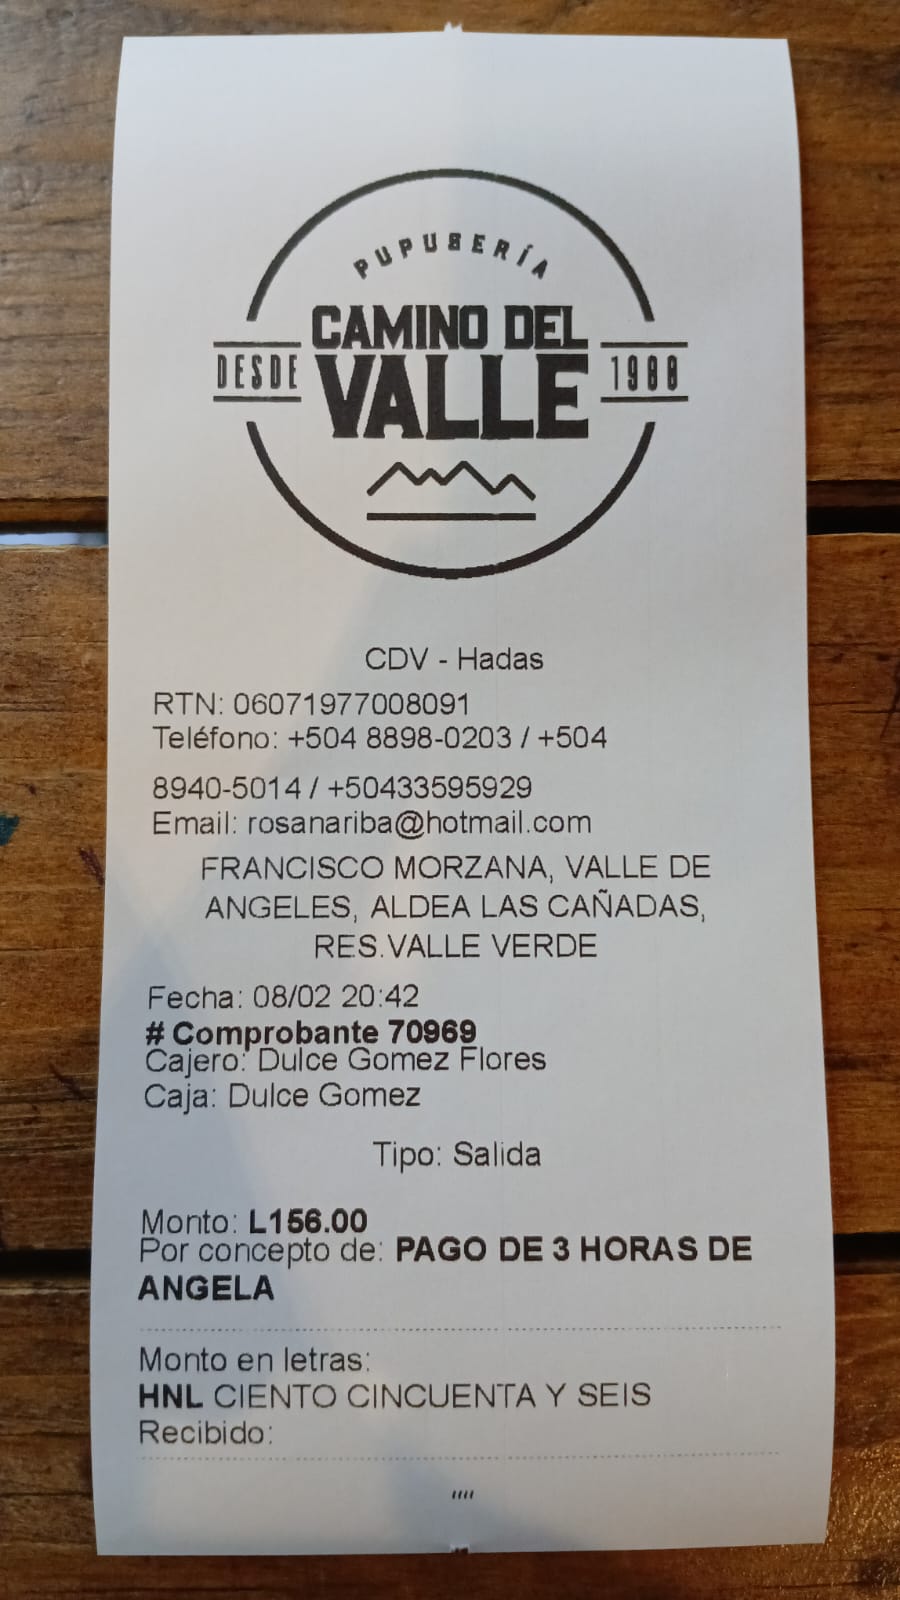 PUPUSERÍA
CAMINO DEL
DESDE VALLE 1988
CDV - Hadas
RTN: 06071977008091
Teléfono: +504 8898-0203 / +504
8940-5014 / +50433595929
Email: rosanariba@hotmail.com
FRANCISCO MORZANA, VALLE DE
ANGELES, ALDEA LAS CAÑADAS,
RES.VALLE VERDE
Fecha: 08/02 20:42
# Comprobante 70969
Cajero: Dulce Gomez Flores
Caja: Dulce Gomez
Tipo: Salida
Monto: L156.00
Por concepto de: PAGO DE 3 HORAS DE
ANGELA
Monto en letras:
HNL CIENTO CINCUENTA Y SEIS
Recibido:
,,,,